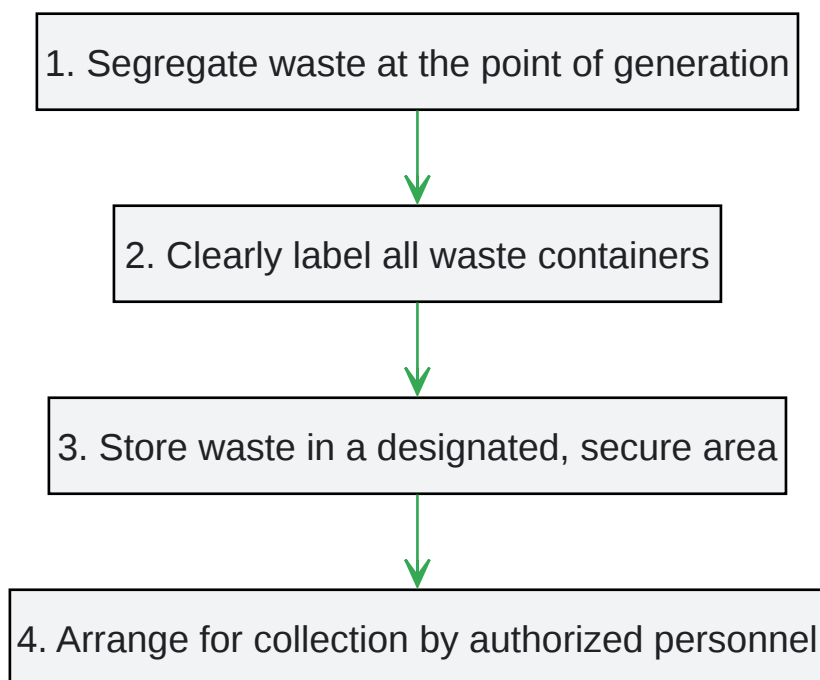 1. Segregate waste at the point of generation
2. Clearly label all waste containers
3. Store waste in a designated, secure area
4. Arrange for collection by authorized personnel